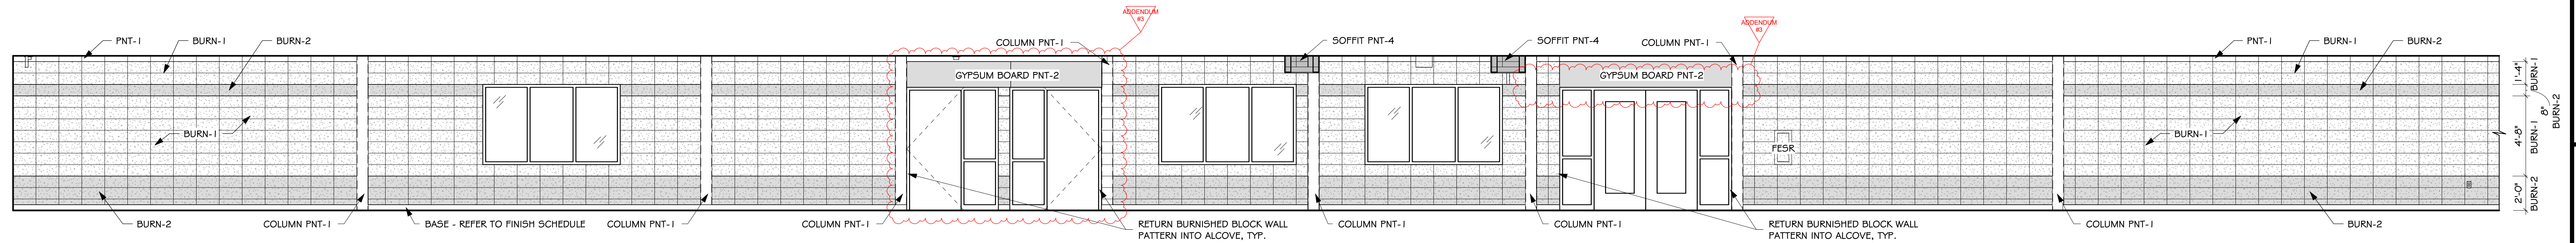 ADDENDUM
#3
ADDENDUM
#3
PNT-1
BURN-1
BURN-2
COLUMN PNT-1
SOFFIT PNT-4
SOFFIT PNT-4
COLUMN PNT-1
PNT-1
BURN-1
BURN-2
GYPSUM BOARD PNT-2
GYPSUM BOARD PNT-2
BURN-1
FESR
BURN-1
1'-4"
BURN-1
8"
BURN-2
4'-8"
BURN-1
2'-0"
BURN-2
BURN-2
COLUMN PNT-1
BASE - REFER TO FINISH SCHEDULE
COLUMN PNT-1
COLUMN PNT-1
RETURN BURNISHED BLOCK WALL
PATTERN INTO ALCOVE, TYP.
COLUMN PNT-1
COLUMN PNT-1
RETURN BURNISHED BLOCK WALL
PATTERN INTO ALCOVE, TYP.
COLUMN PNT-1
BURN-2